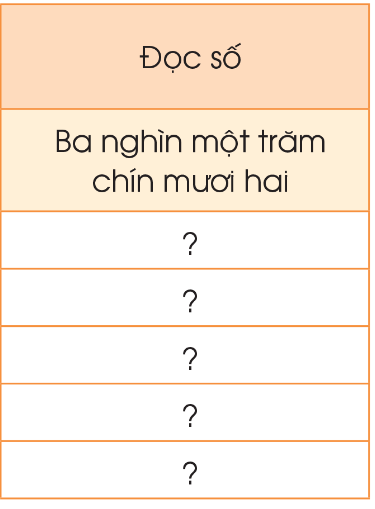 Đọc số
Ba nghìn một trăm
chín mươi hai
?
?
?
?
?